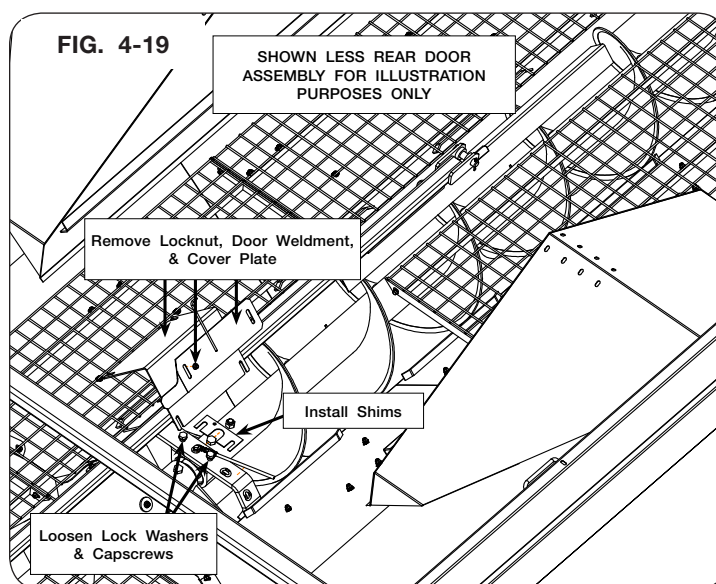 FIG. 4-19
SHOWN LESS REAR DOOR
ASSEMBLY FOR ILLUSTRATION
PURPOSES ONLY
Remove Locknut, Door Weldment,
& Cover Plate
Install Shims
Loosen Lock Washers
& Capscrews